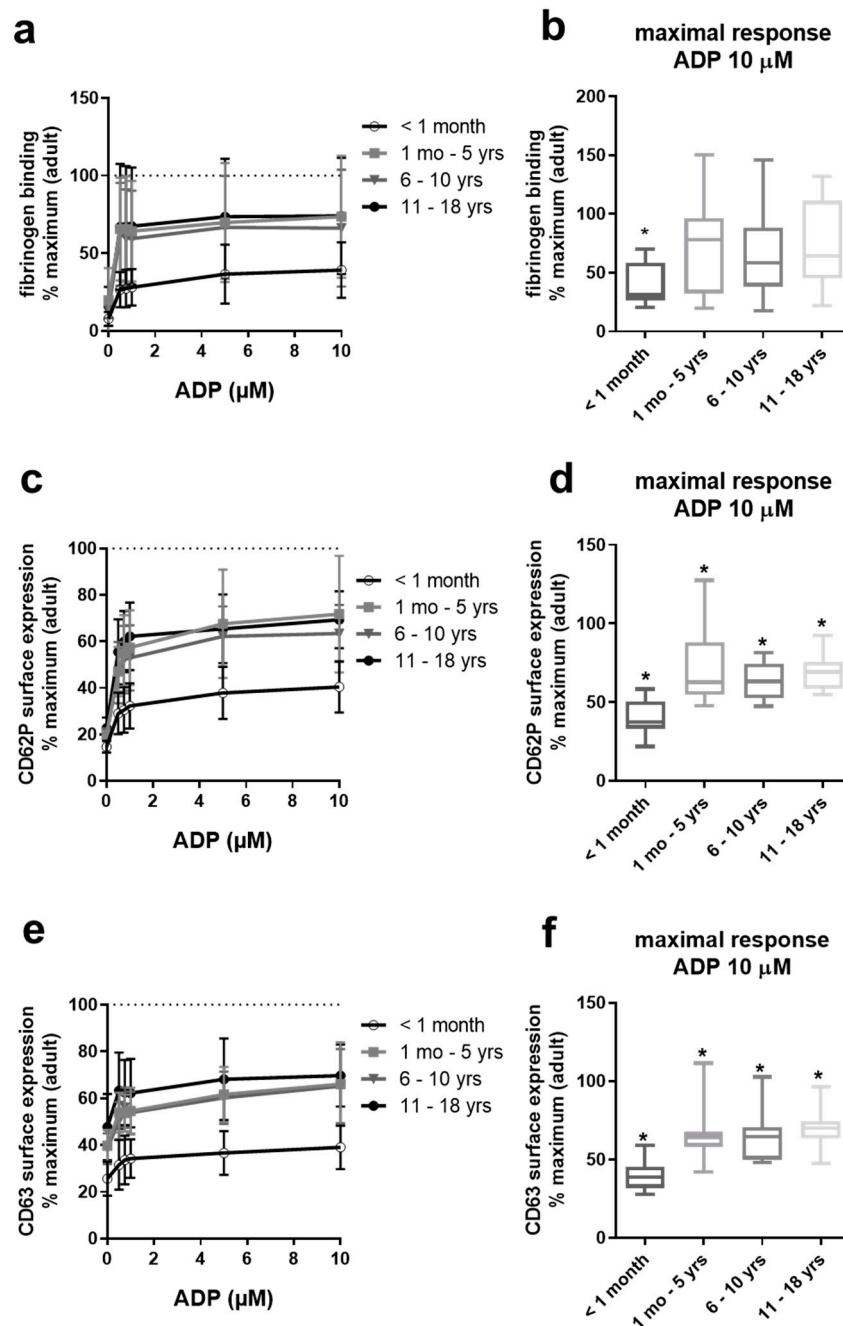 a
fibrinogen binding
% maximum (adult)
150
100
50
0
0 2 4 6 8 10
ADP (µM)
< 1 month
1 mo - 5 yrs
6 - 10 yrs
11 - 18 yrs
b
maximal response
ADP 10 µM
fibrinogen binding
% maximum (adult)
200
150
100
50
0
*
< 1 month
1 mo - 5 yrs
6 - 10 yrs
11 - 18 yrs
c
CD62P surface expression
% maximum (adult)
100
80
60
40
20
0
0 2 4 6 8 10
ADP (µM)
< 1 month
1 mo - 5 yrs
6 - 10 yrs
11 - 18 yrs
d
maximal response
ADP 10 µM
CD62P surface expression
% maximum (adult)
150
100
50
0
* * * *
< 1 month
1 mo - 5 yrs
6 - 10 yrs
11 - 18 yrs
e
CD63 surface expression
% maximum (adult)
100
80
60
40
20
0
0 2 4 6 8 10
ADP (µM)
< 1 month
1 mo - 5 yrs
6 - 10 yrs
11 - 18 yrs
f
maximal response
ADP 10 µM
CD63 surface expression
% maximum (adult)
150
100
50
0
* * * *
< 1 month
1 mo - 5 yrs
6 - 10 yrs
11 - 18 yrs